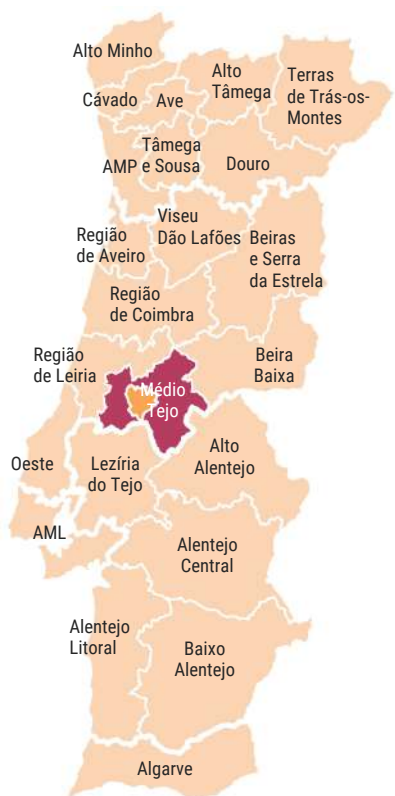 Alto Minho
Alto
Tâmega
Terras
de Trás-os-
Montes
Cávado
Ave
Tâmega
e Sousa
AMP
Douro
Viseu
Dão Lafões
Região
de Aveiro
Beiras
e Serra
da Estrela
Região
de Coimbra
Região
de Leiria
Médio
Tejo
Beira
Baixa
Oeste
Lezíria
do Tejo
Alto
Alentejo
AML
Alentejo
Central
Alentejo
Litoral
Baixo
Alentejo
Algarve